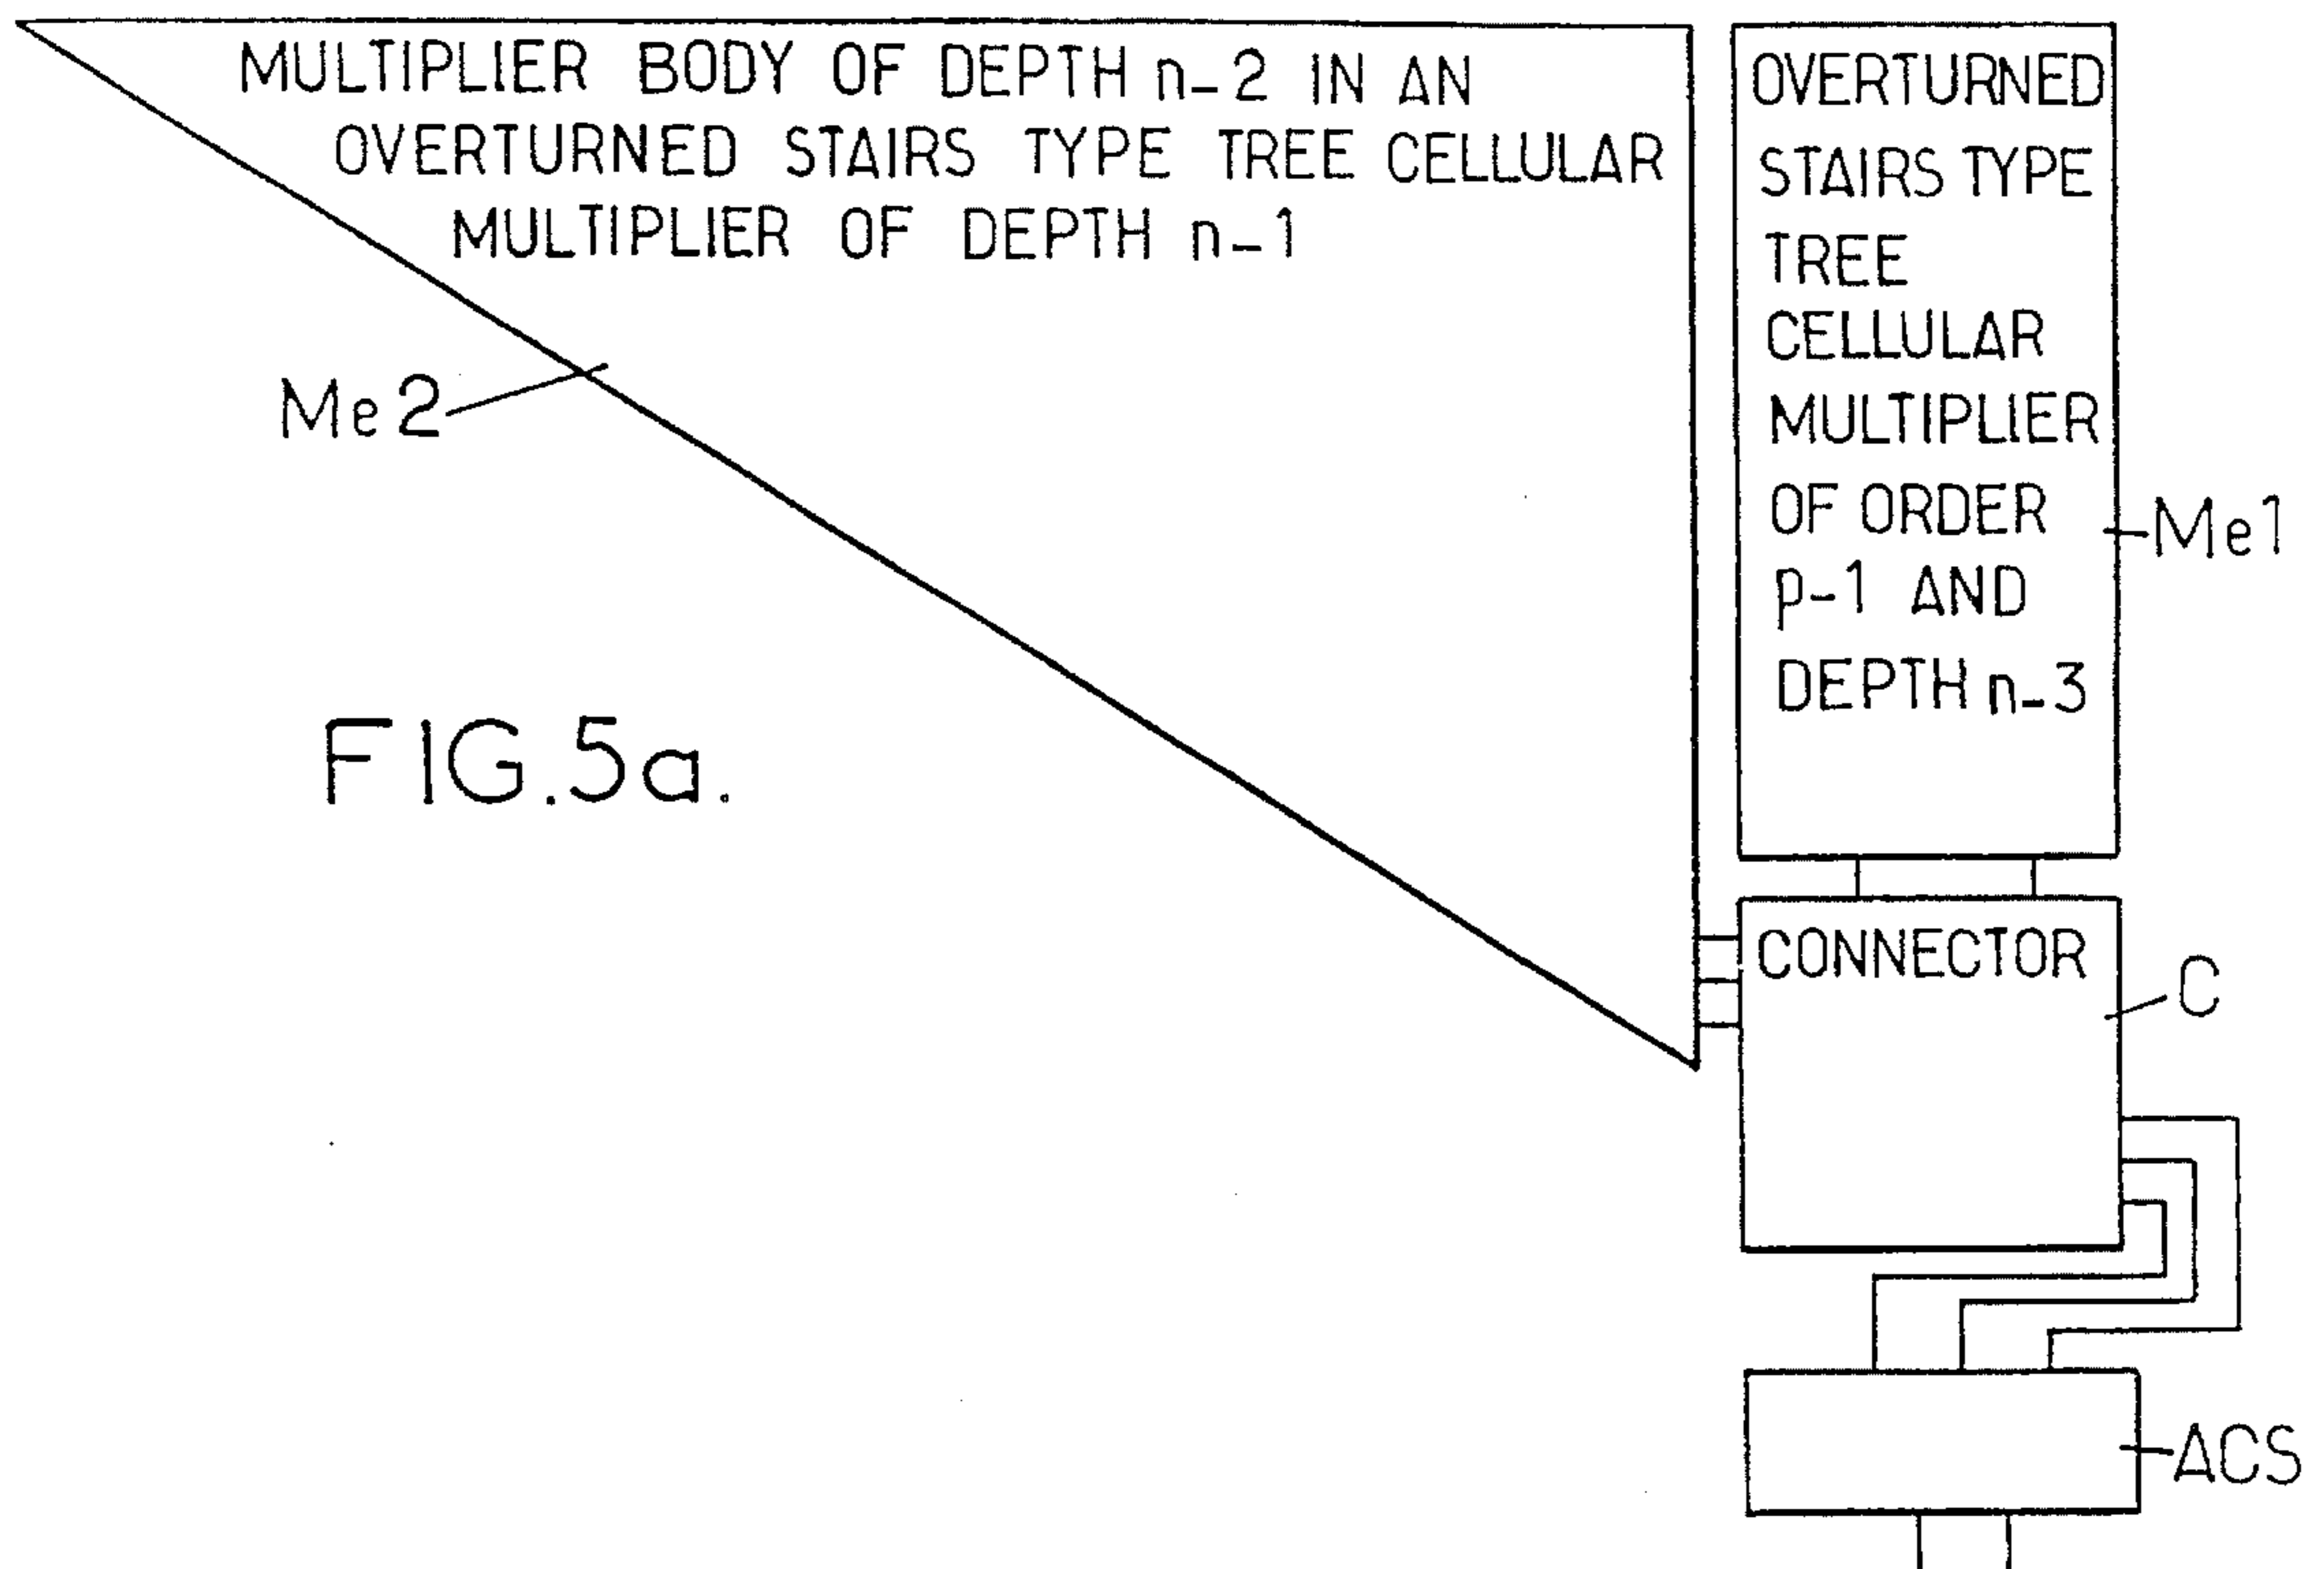 MULTIPLIER BODY OF DEPTH n-2 IN AN
OVERTURNED STAIRS TYPE TREE CELLULAR
MULTIPLIER OF DEPTH n-1
OVERTURNED
STAIRS TYPE
TREE
CELLULAR
MULTIPLIER
OF ORDER
p-1 AND
DEPTH n-3
Me2
Me1
FIG.5a.
CONNECTOR
C
ACS